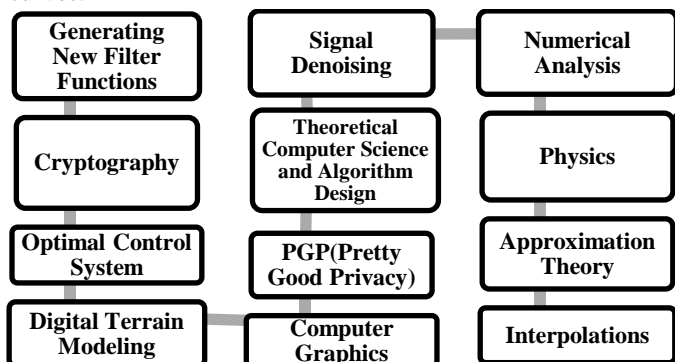 Generating
New Filter
Functions
Cryptography
Optimal Control
System
Digital Terrain
Modeling
Computer
Graphics
PGP(Pretty
Good Privacy)
Theoretical
Computer Science
and Algorithm
Design
Signal
Denoising
Numerical
Analysis
Physics
Approximation
Theory
Interpolations